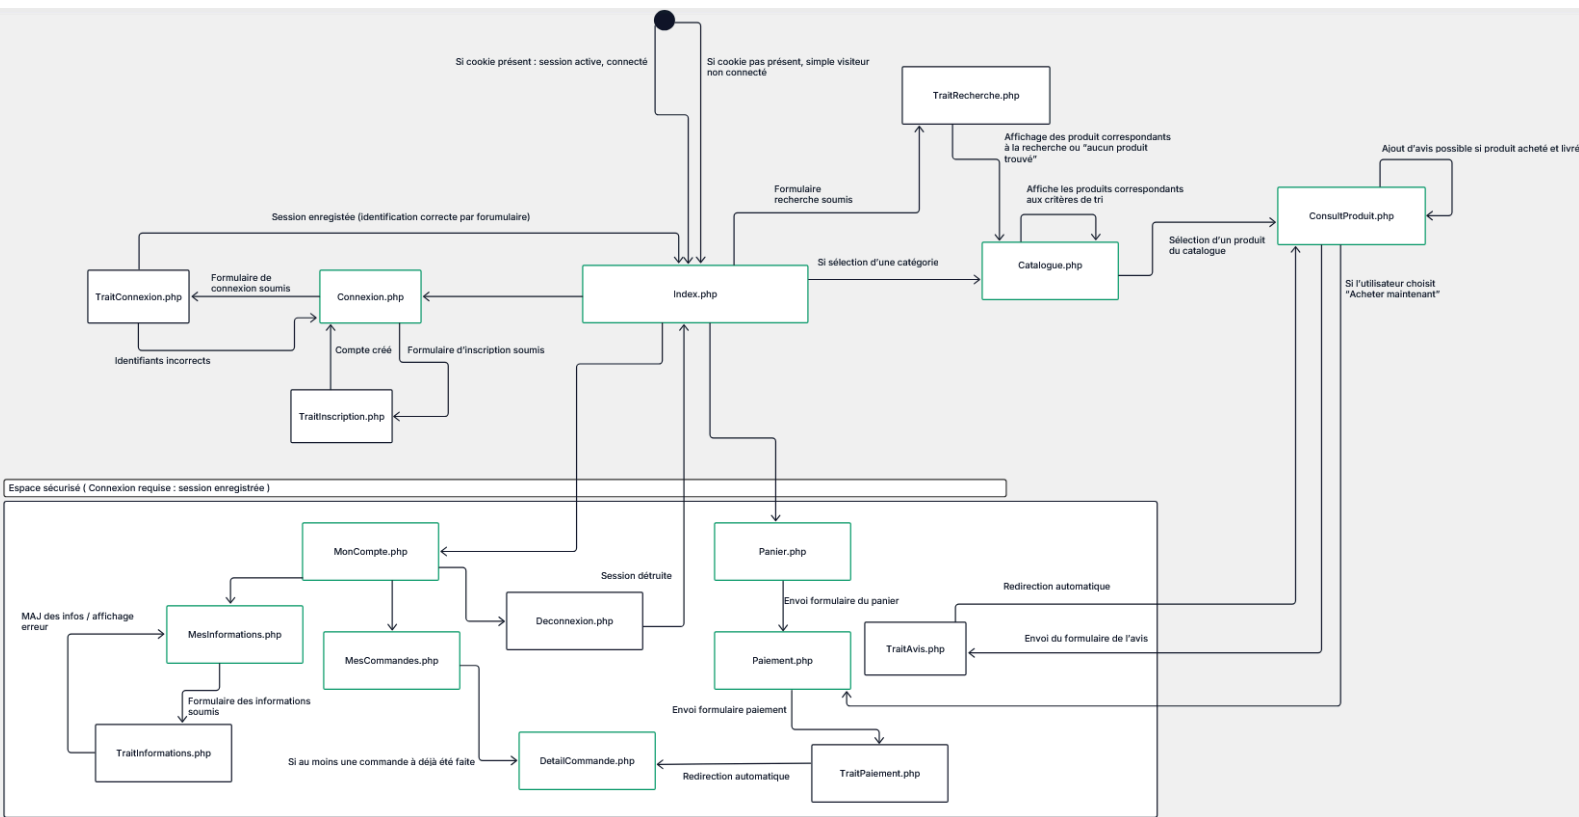 Si cookie présent : session active, connecté
Si cookie pas présent, simple visiteur
non connecté
TraitRecherche.php
Affichage des produit correspondants
à la recherche ou "aucun produit
trouvé"
Ajout d'avis possible si produit acheté et livré
Formulaire
recherche soumis
Affiche les produits correspondants
aux critères de tri
ConsultProduit.php
Session enregistée (identification correcte par forumulaire)
Sélection d'un produit
du catalogue
Si sélection d'une catégorie
Catalogue.php
Formulaire de
connexion soumis
TraitConnexion.php
Connexion.php
Index.php
Si l'utilisateur choisit
"Acheter maintenant"
Identifiants incorrects
Compte créé
Formulaire d'inscription soumis
TraitInscription.php
Espace sécurisé ( Connexion requise : session enregistrée )
MonCompte.php
Panier.php
Session détruite
Redirection automatique
Envoi formulaire du panier
MAJ des infos / affichage
erreur
MesInformations.php
Deconnexion.php
Envoi du formulaire de l'avis
TraitAvis.php
MesCommandes.php
Paiement.php
Formulaire des informations
soumis
Envoi formulaire paiement
TraitInformations.php
Si au moins une commande à déjà été faite
DetailCommande.php
Redirection automatique
TraitPaiement.php